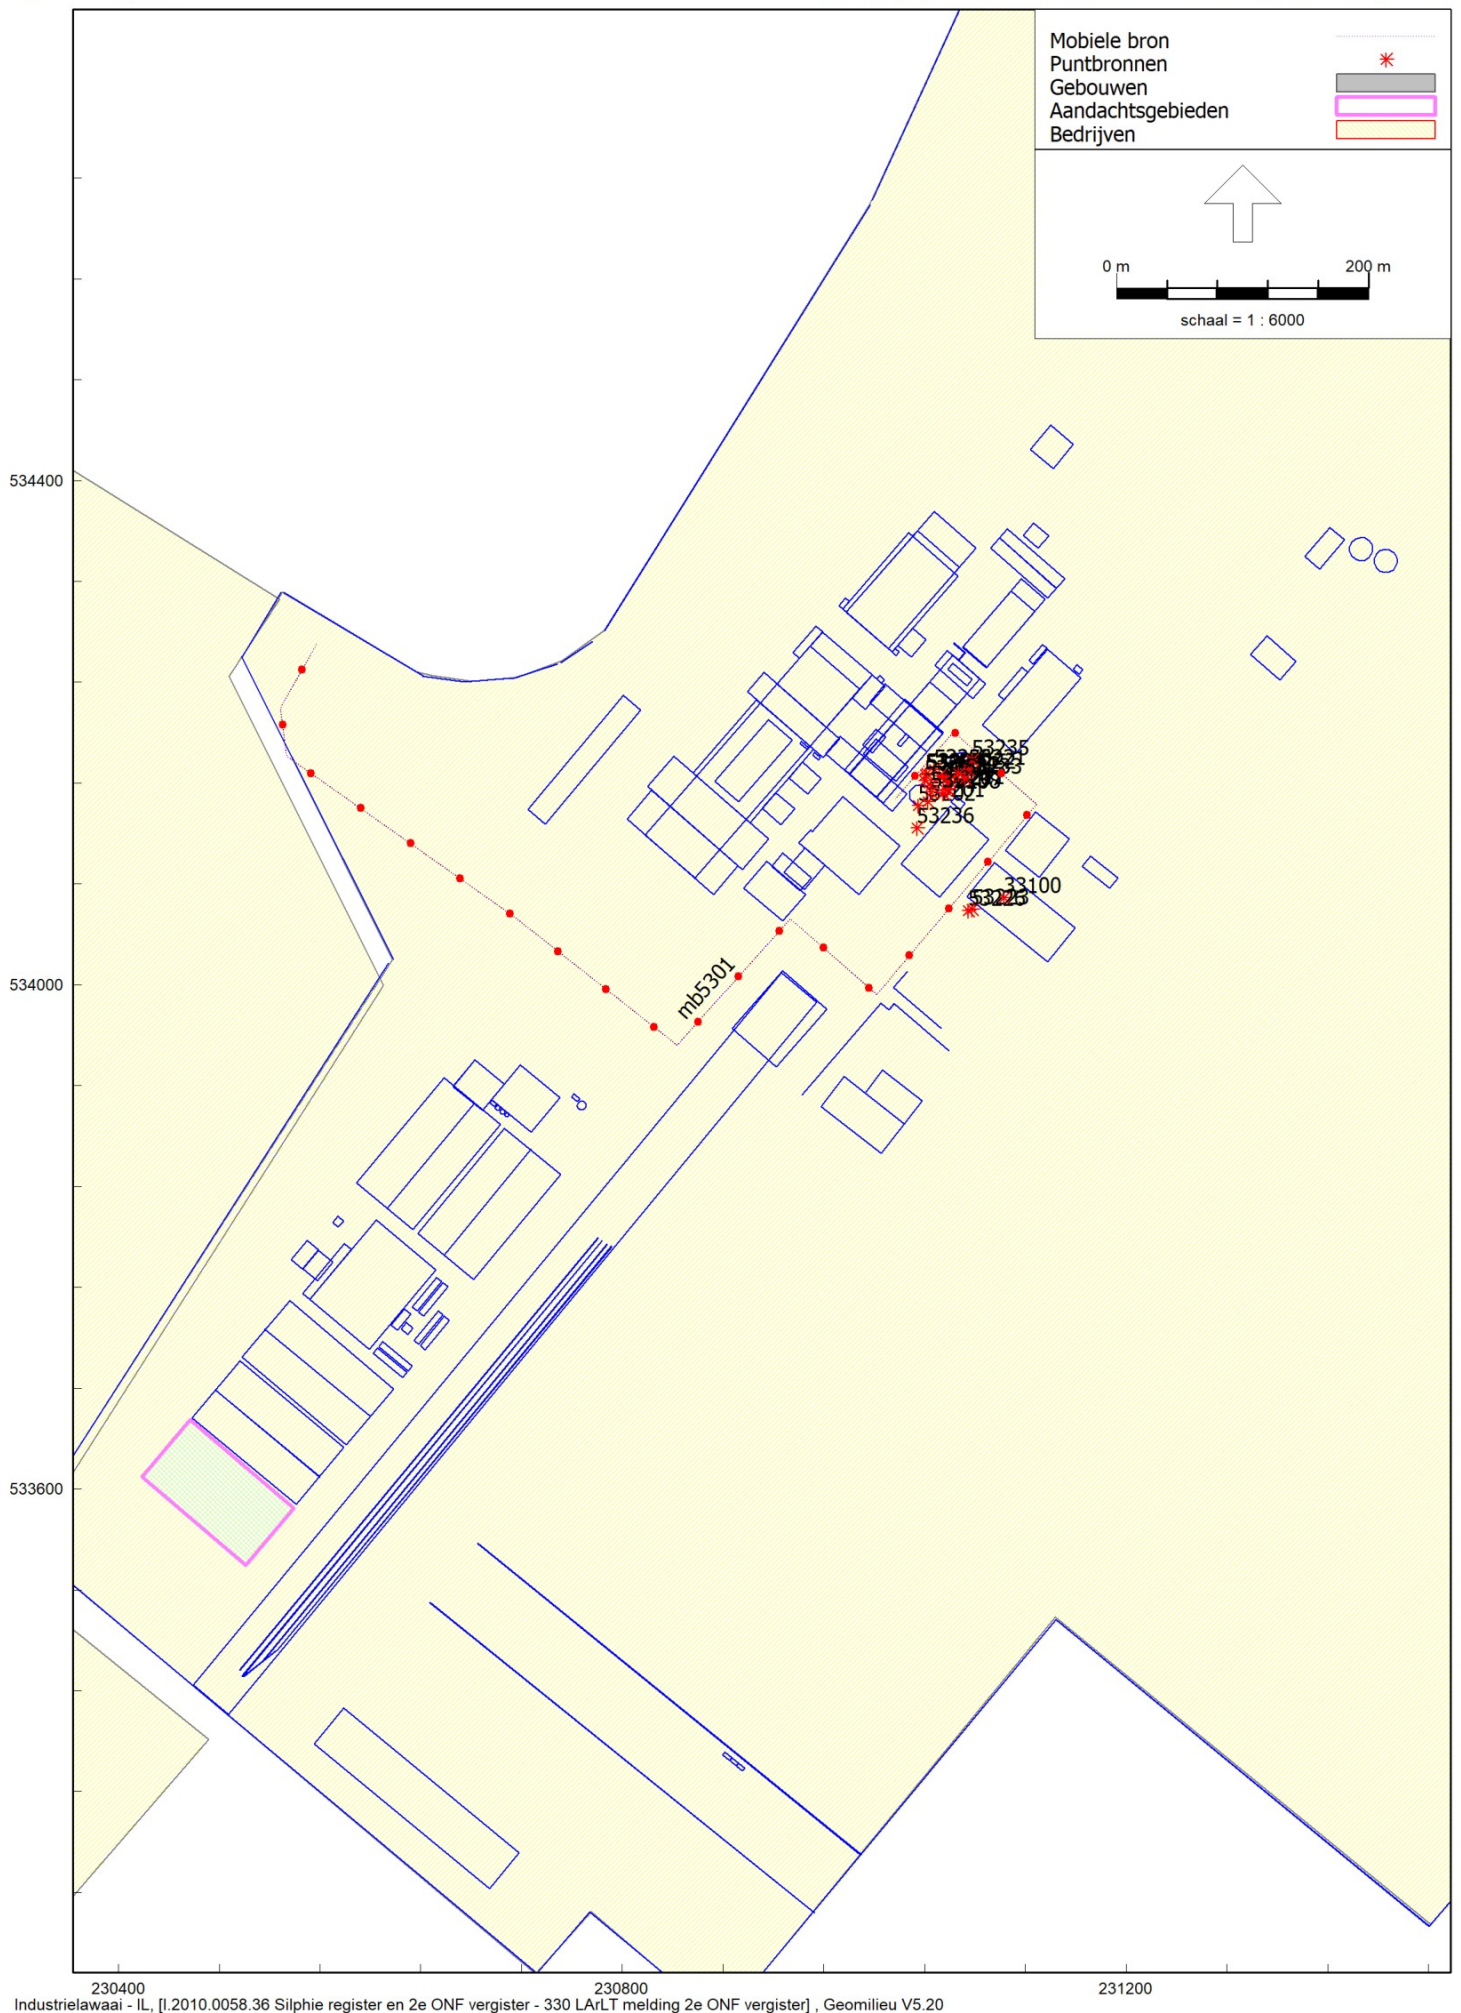 Mobiele bron
Puntbronnen
Gebouwen
Aandachtsgebieden
Bedrijven
0 m 200 m
schaal = 1 : 6000
534400
53235
53236
33100
mb5301
534000
533600
230400 230800 231200
Industrielawaai - IL, [I.2010.0058.36 Silphie register en 2e ONF vergister - 330 LArLT melding 2e ONF vergister] , Geomilieu V5.20